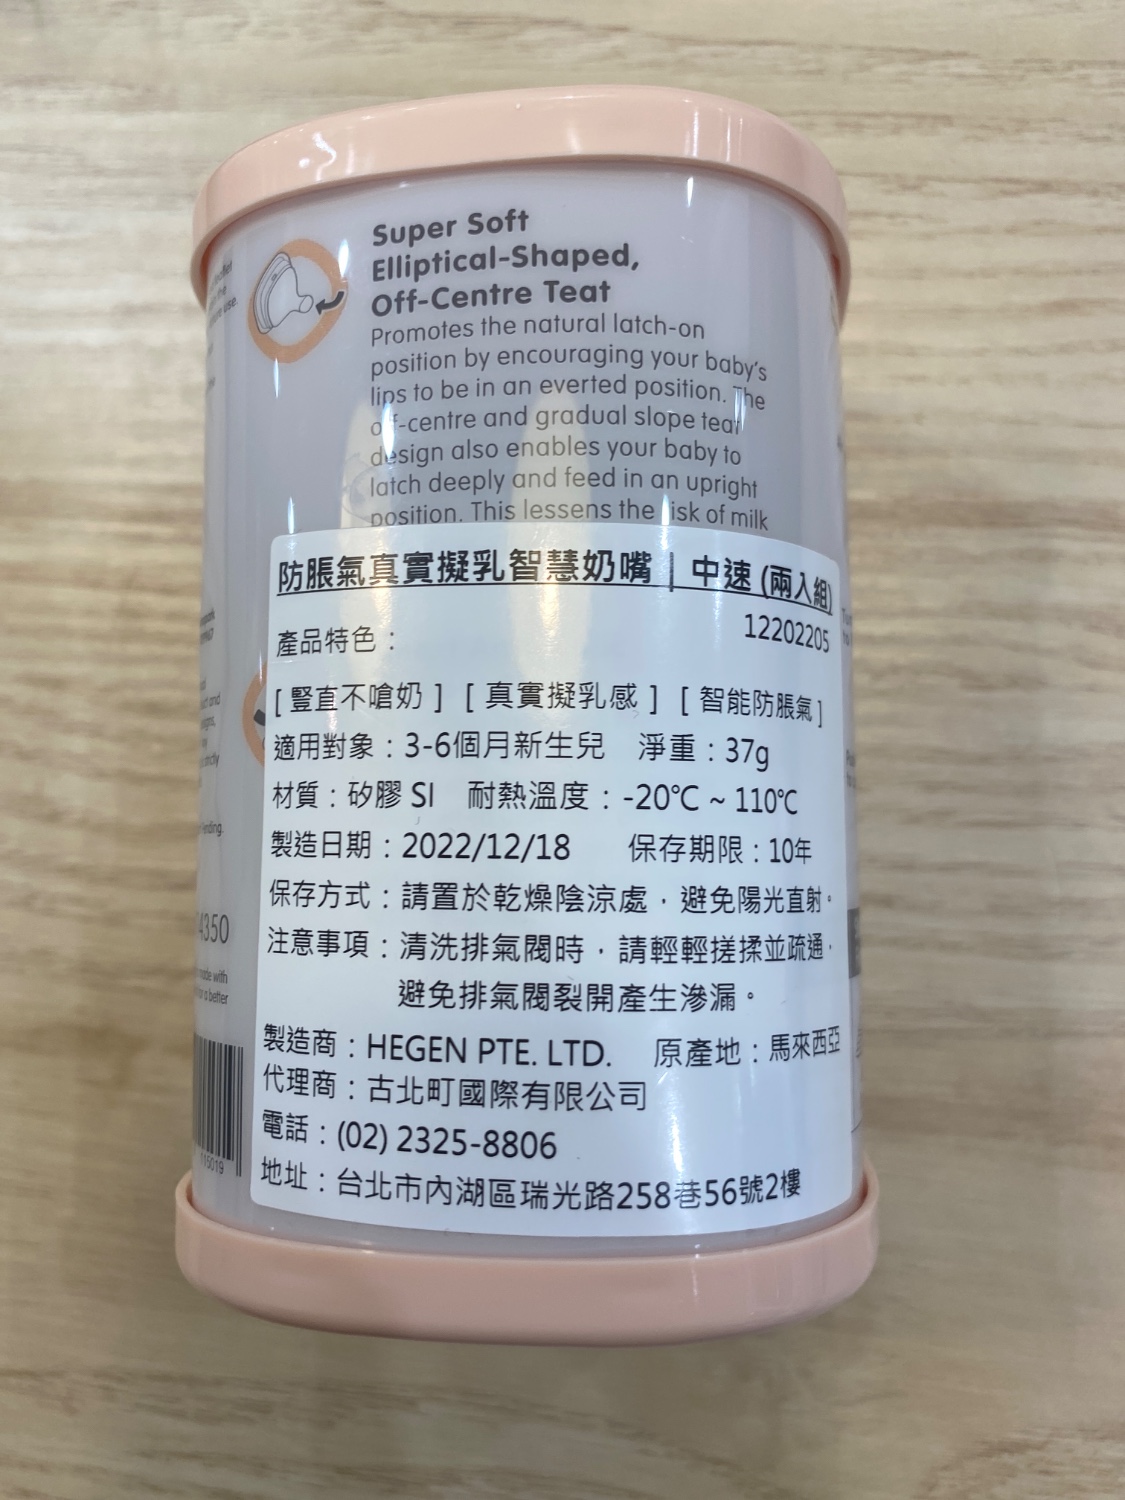 Super Soft
Elliptical-Shaped,
Off-Centre Teat
Promotes the natural latch-on
position by encouraging your baby's
lips to be in an everted position. The
off-centre and gradual slope teat
design also enables your baby to
latch deeply and feed in an upright
position. This lessens the risk of milk
防脹氣真實擬乳智慧奶嘴 | 中速 (兩入組)
12202205
產品特色：
[ 豎直不嗆奶 ] [ 真實擬乳感 ] [ 智能防脹氣 ]
適用對象：3-6個月新生兒 淨重：37g
材質：矽膠 SI 耐熱溫度：-20℃ ~ 110℃
製造日期：2022/12/18 保存期限：10年
保存方式：請置於乾燥陰涼處，避免陽光直射。
注意事項：清洗排氣閥時，請輕輕搓揉並疏通，
避免排氣閥裂開產生滲漏。
製造商：HEGEN PTE. LTD. 原產地：馬來西亞
代理商：古北町國際有限公司
電話：(02) 2325-8806
地址：台北市內湖區瑞光路258巷56號2樓
4350
made with
or a better
115019